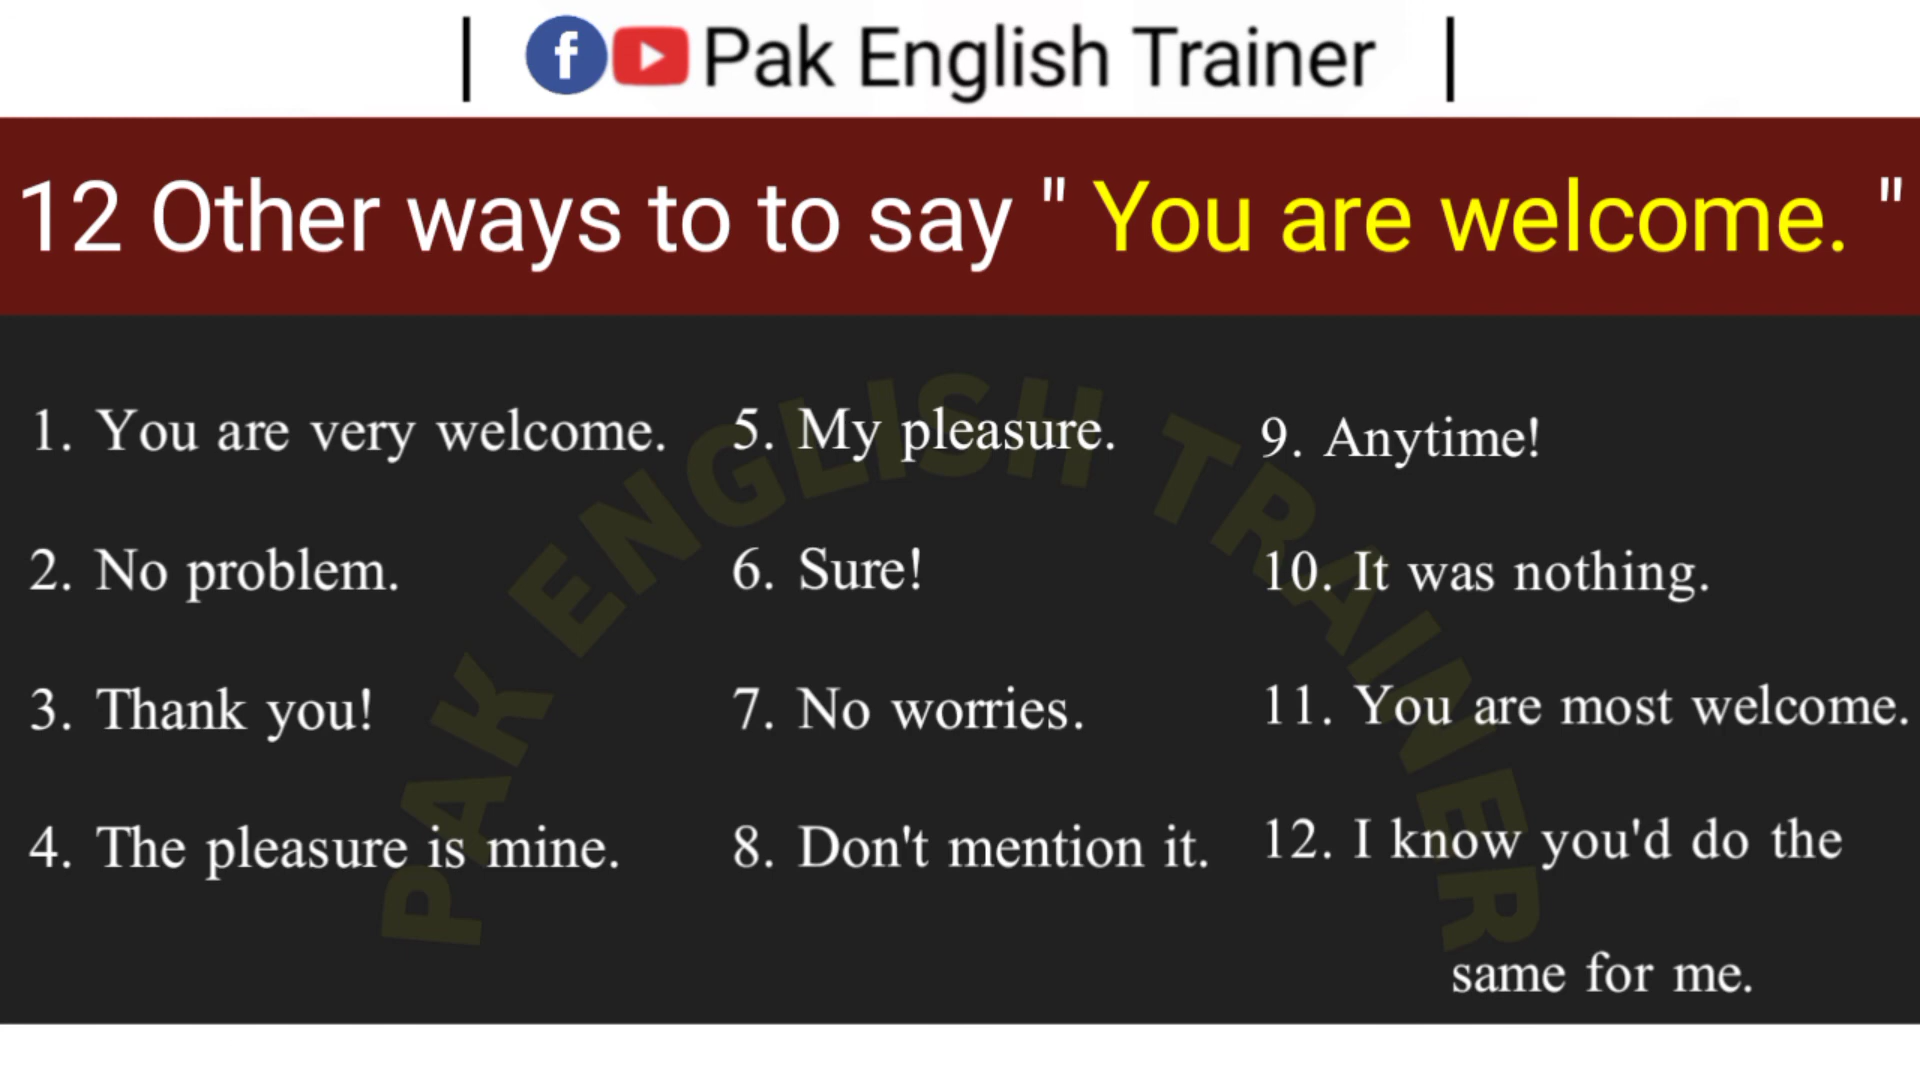 | f Pak English Trainer |
12 Other ways to to say " You are welcome. "
1. You are very welcome.
2. No problem.
3. Thank you!
4. The pleasure is mine.
5. My pleasure.
6. Sure!
7. No worries.
8. Don't mention it.
9. Anytime!
10. It was nothing.
11. You are most welcome.
12. I know you'd do the
same for me.
PAK ENGLISH TRAINER